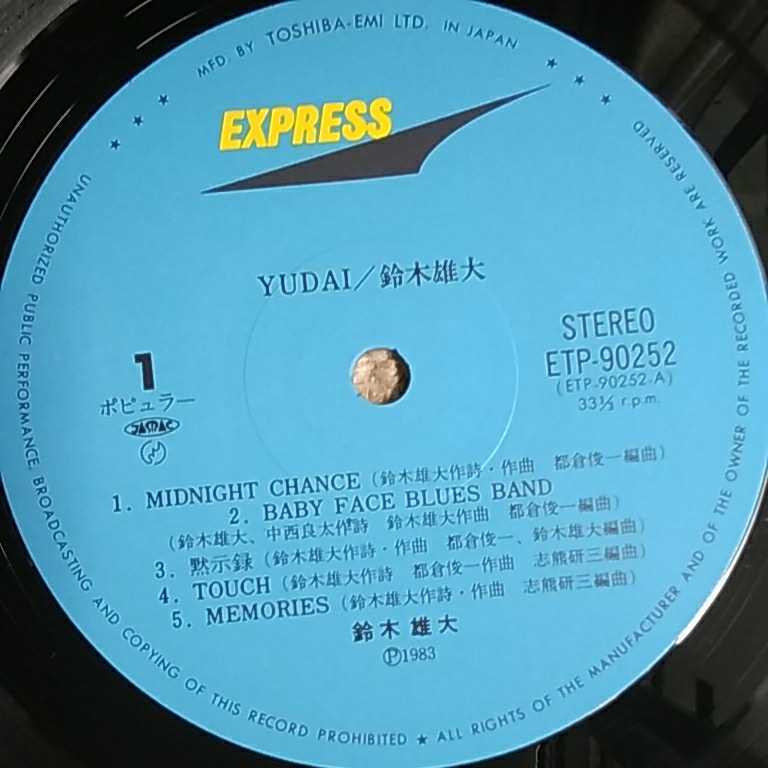 MFD. BY TOSHIBA-EMI LTD. IN JAPAN
EXPRESS
YUDAI/鈴木雄大
STEREO
ETP-90252
(ETP-90252-A)
33⅓ r.p.m.
1
ポピュラー
JASRAC
1. MIDNIGHT CHANCE (鈴木雄大作詩・作曲 都倉俊一編曲)
2. BABY FACE BLUES BAND
(鈴木雄大、中西良太作詩 鈴木雄大作曲 都倉俊一編曲)
3. 黙示録 (鈴木雄大作詩・作曲 都倉俊一、鈴木雄大編曲)
4. TOUCH (鈴木雄大作詩 都倉俊一作曲 志熊研三編曲)
5. MEMORIES (鈴木雄大作詩・作曲 志熊研三編曲)
鈴木雄大
Ⓟ1983
UNAUTHORIZED PUBLIC PERFORMANCE, BROADCASTING AND COPYING OF THIS RECORD PROHIBITED ★ ALL RIGHTS OF THE MANUFACTURER AND OF THE OWNER OF THE RECORDED WORK ARE RESERVED